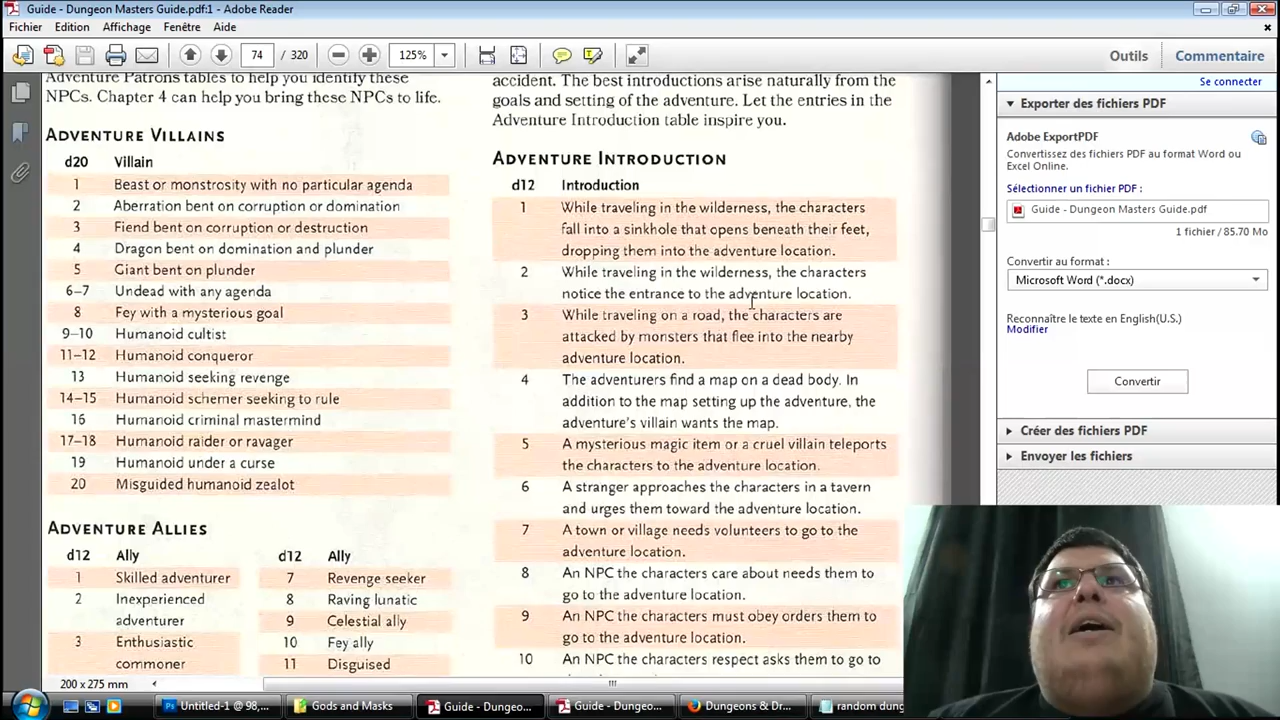 Guide - Dungeon Masters Guide.pdf:1 - Adobe Reader
Fichier Edition Affichage Fenêtre Aide
74 / 320 125% Outils Commentaire
Adventure Patrons tables to help you identify these
NPCs. Chapter 4 can help you bring these NPCs to life.
ADVENTURE VILLAINS
d20 Villain
1 Beast or monstrosity with no particular agenda
2 Aberration bent on corruption or domination
3 Fiend bent on corruption or destruction
4 Dragon bent on domination and plunder
5 Giant bent on plunder
6–7 Undead with any agenda
8 Fey with a mysterious goal
9–10 Humanoid cultist
11–12 Humanoid conqueror
13 Humanoid seeking revenge
14–15 Humanoid schemer seeking to rule
16 Humanoid criminal mastermind
17–18 Humanoid raider or ravager
19 Humanoid under a curse
20 Misguided humanoid zealot
ADVENTURE ALLIES
d12 Ally d12 Ally
1 Skilled adventurer 7 Revenge seeker
2 Inexperienced 8 Raving lunatic
adventurer 9 Celestial ally
3 Enthusiastic 10 Fey ally
commoner 11 Disguised
accident. The best introductions arise naturally from the
goals and setting of the adventure. Let the entries in the
Adventure Introduction table inspire you.
ADVENTURE INTRODUCTION
d12 Introduction
1 While traveling in the wilderness, the characters
fall into a sinkhole that opens beneath their feet,
dropping them into the adventure location.
2 While traveling in the wilderness, the characters
notice the entrance to the adventure location.
3 While traveling on a road, the characters are
attacked by monsters that flee into the nearby
adventure location.
4 The adventurers find a map on a dead body. In
addition to the map setting up the adventure, the
adventure's villain wants the map.
5 A mysterious magic item or a cruel villain teleports
the characters to the adventure location.
6 A stranger approaches the characters in a tavern
and urges them toward the adventure location.
7 A town or village needs volunteers to go to the
adventure location.
8 An NPC the characters care about needs them to
go to the adventure location.
9 An NPC the characters must obey orders them to
go to the adventure location.
10 An NPC the characters respect asks them to go to
Se connecter
Exporter des fichiers PDF
Adobe ExportPDF
Convertissez des fichiers PDF au format Word ou
Excel Online.
Sélectionner un fichier PDF :
Guide - Dungeon Masters Guide.pdf
1 fichier / 85.70 Mo
Convertir au format :
Microsoft Word (*.docx)
Reconnaître le texte en English(U.S.)
Modifier
Convertir
Créer des fichiers PDF
Envoyer les fichiers
200 x 275 mm
Untitled-1 @ 98,... Gods and Masks Guide - Dungeo... Guide - Dungeo... Dungeons & Dr... random dun